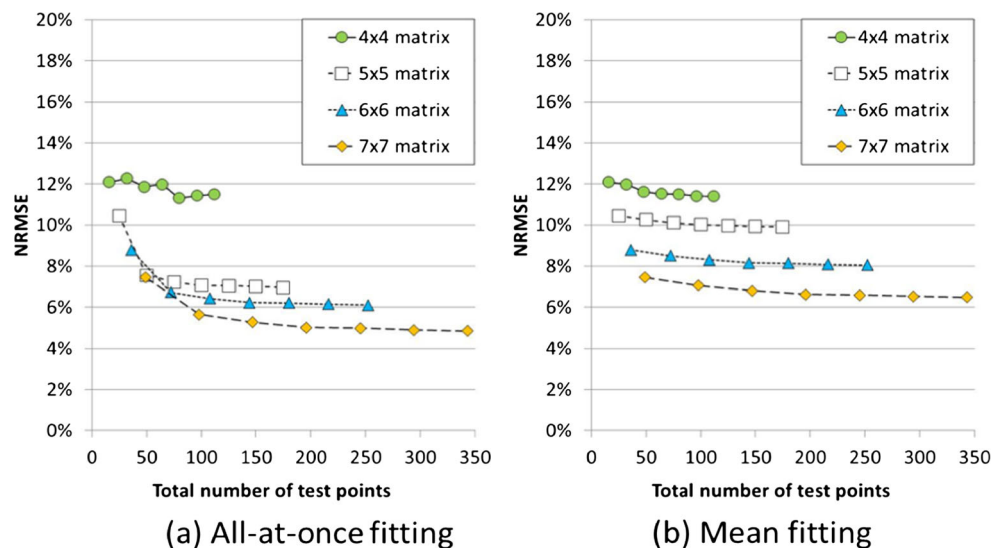 20%
18%
16%
14%
12%
10%
8%
6%
4%
2%
0%
NRMSE
4x4 matrix
5x5 matrix
6x6 matrix
7x7 matrix
0 50 100 150 200 250 300 350
Total number of test points
(a) All-at-once fitting
20%
18%
16%
14%
12%
10%
8%
6%
4%
2%
0%
NRMSE
4x4 matrix
5x5 matrix
6x6 matrix
7x7 matrix
0 50 100 150 200 250 300 350
Total number of test points
(b) Mean fitting